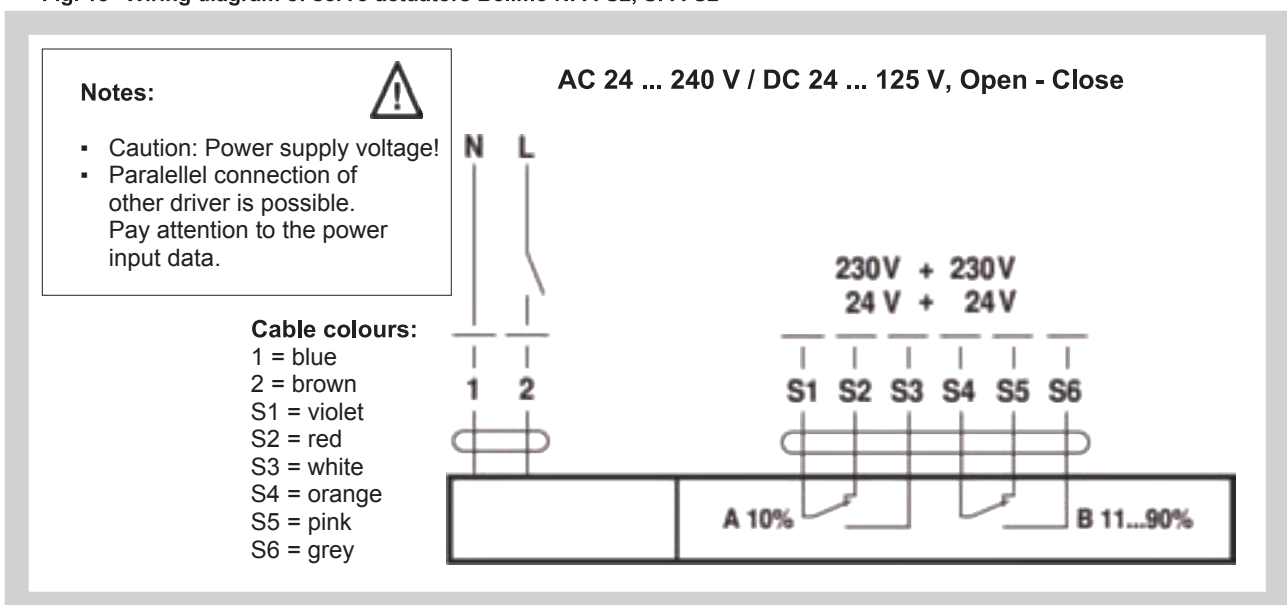 Notes:
▪ Caution: Power supply voltage!
▪ Paralellel connection of
other driver is possible.
Pay attention to the power
input data.
AC 24 ... 240 V / DC 24 ... 125 V, Open - Close
N L
230 V + 230 V
24 V + 24 V
Cable colours:
1 = blue
2 = brown
S1 = violet
S2 = red
S3 = white
S4 = orange
S5 = pink
S6 = grey
1 2
S1 S2 S3 S4 S5 S6
A 10%
B 11...90%